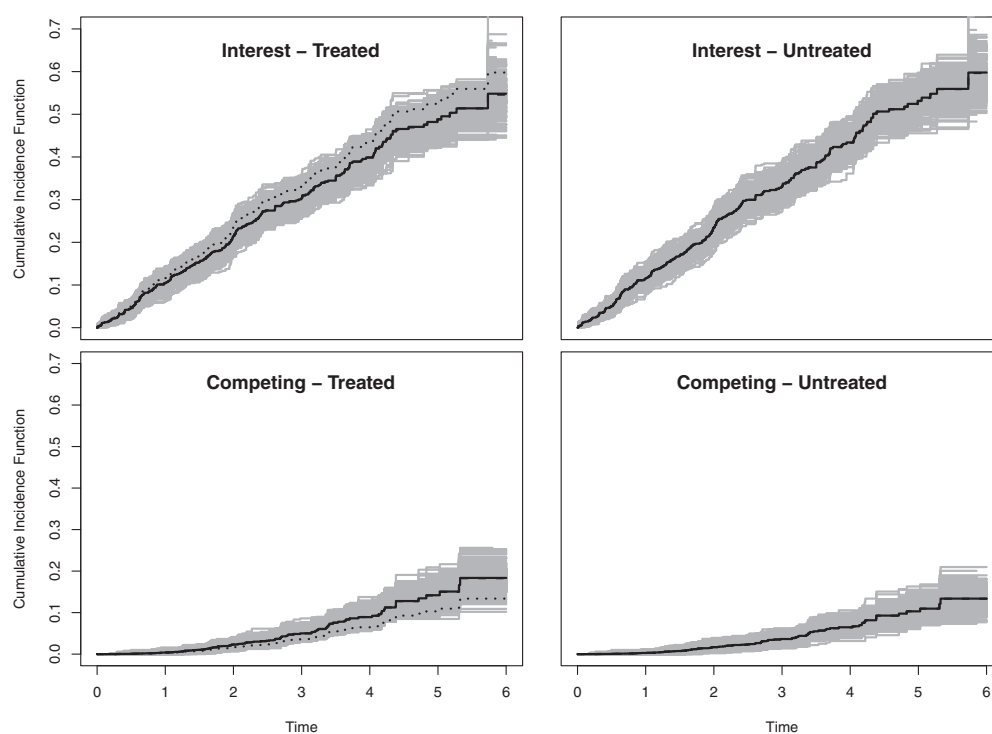 Interest − Treated
Interest − Untreated
Cumulative Incidence Function
0.7
0.6
0.5
0.4
0.3
0.2
0.1
0.0
Competing − Treated
Competing − Untreated
Cumulative Incidence Function
0.7
0.6
0.5
0.4
0.3
0.2
0.1
0.0
0 1 2 3 4 5 6
0 1 2 3 4 5 6
Time
Time